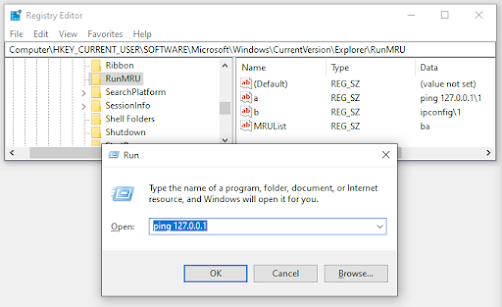 Registry Editor
File Edit View Favorites Help
Computer\HKEY_CURRENT_USER\SOFTWARE\Microsoft\Windows\CurrentVersion\Explorer\RunMRU
Ribbon
RunMRU
SearchPlatform
SessionInfo
Shell Folders
Shutdown
Name Type Data
(Default) REG_SZ (value not set)
a REG_SZ ping 127.0.0.1\1
b REG_SZ ipconfig\1
MRUList REG_SZ ba
Run
Type the name of a program, folder, document, or Internet
resource, and Windows will open it for you.
Open: ping 127.0.0.1
OK Cancel Browse...